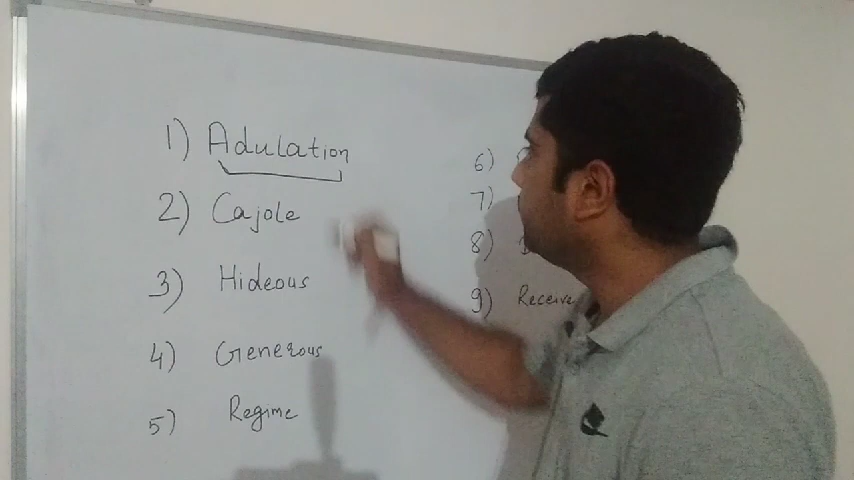 1) Adulation
2) Cajole
3) Hideous
4) Generous
5) Regime
6)
7)
8)
9) Receive